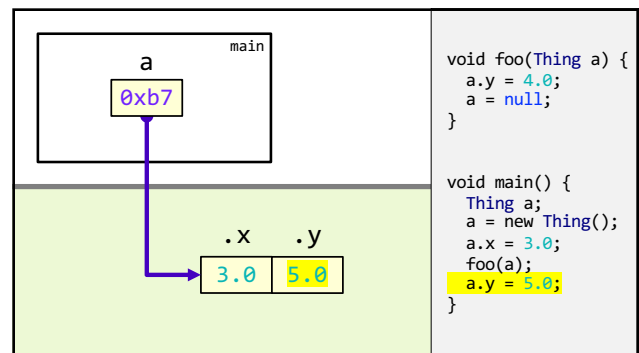 main
a
0xb7
.x .y
3.0 5.0
void foo(Thing a) {
a.y = 4.0;
a = null;
}
void main() {
Thing a;
a = new Thing();
a.x = 3.0;
foo(a);
a.y = 5.0;
}